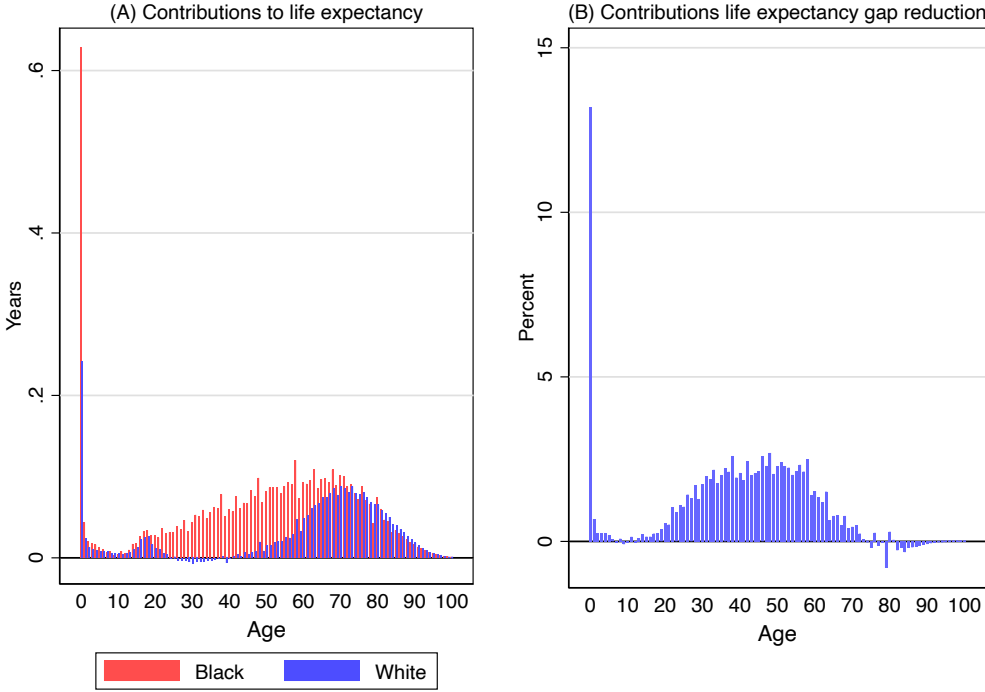 (A) Contributions to life expectancy
.6
.4
.2
0
Years
0 10 20 30 40 50 60 70 80 90 100
Age
Black White
(B) Contributions life expectancy gap reduction
15
10
5
0
Percent
0 10 20 30 40 50 60 70 80 90 100
Age